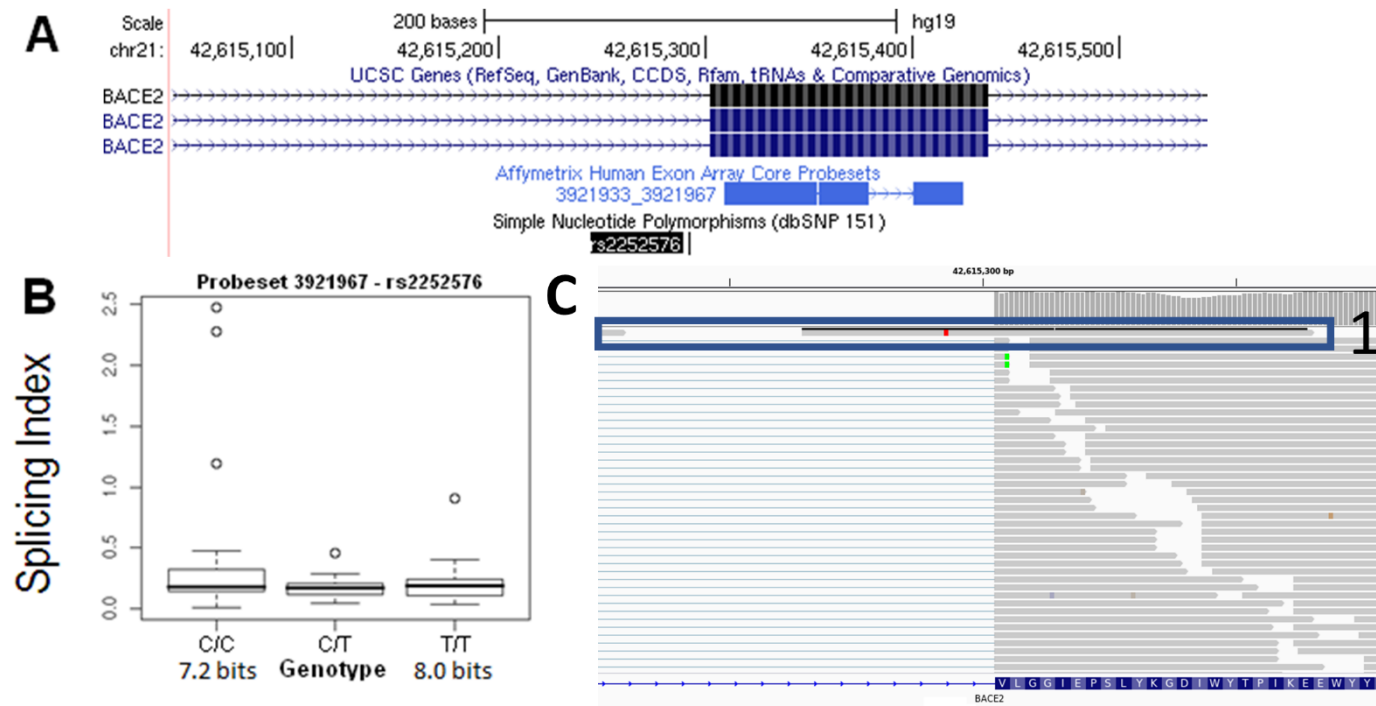 A
Scale 200 bases hg19
chr21: 42,615,100 42,615,200 42,615,300 42,615,400 42,615,500
UCSC Genes (RefSeq, GenBank, CCDS, Rfam, tRNAs & Comparative Genomics)
BACE2
BACE2
BACE2
Affymetrix Human Exon Array Core Probesets
3921933_3921967
Simple Nucleotide Polymorphisms (dbSNP 151)
rs2252576
B
Probeset 3921967 - rs2252576
Splicing Index
2.5
2.0
1.5
1.0
0.5
0.0
C/C C/T T/T
7.2 bits Genotype 8.0 bits
C
42,615,300 bp
1
V L G G I E P S L Y K G D I W Y T P I K E E W Y Y
BACE2